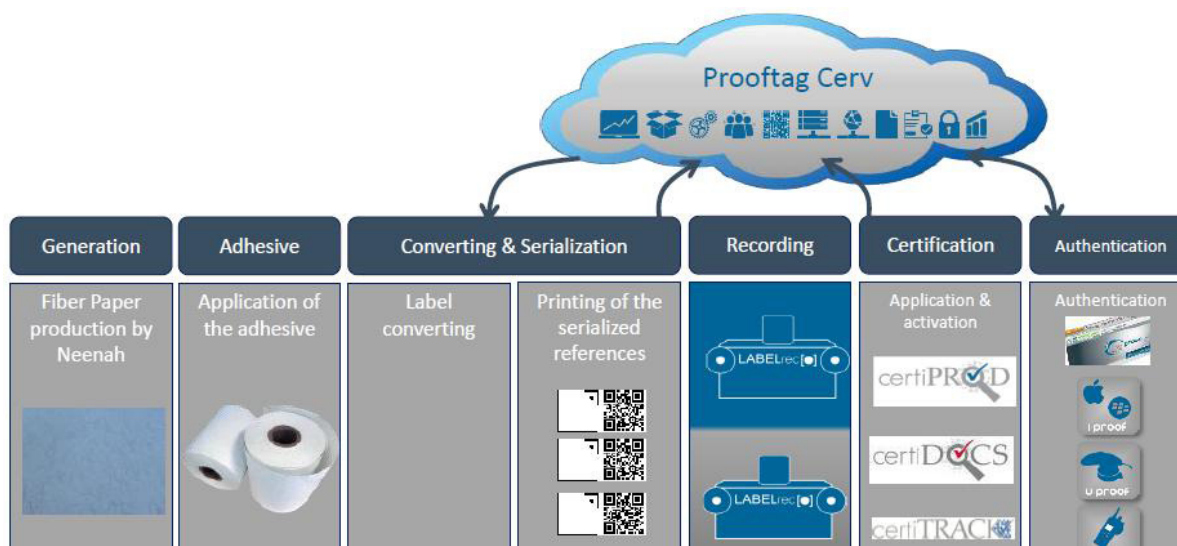 Prooftag Cerv
Generation
Adhesive
Converting & Serialization
Recording
Certification
Authentication
Fiber Paper
production by
Neenah
Application of
the adhesive
Label
converting
Printing of the
serialized
references
LABELrec[●]
LABELrec[●]
Application &
activation
certiPROD
certiDOCS
certiTRACK
Authentication
i proof
u proof